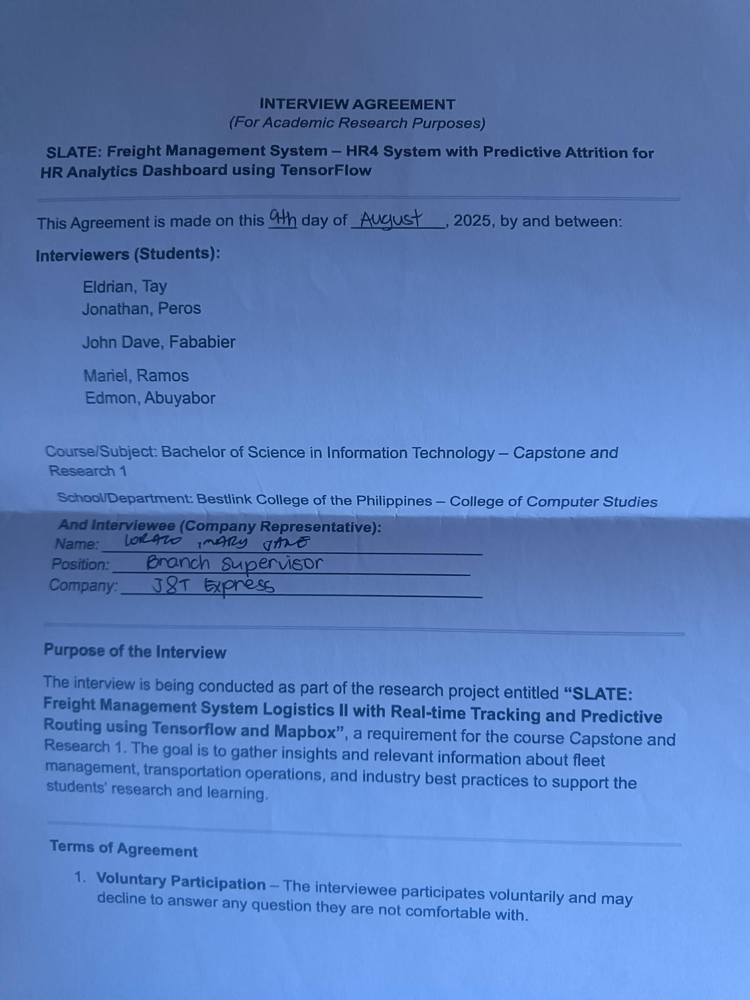 INTERVIEW AGREEMENT
(For Academic Research Purposes)
SLATE: Freight Management System – HR4 System with Predictive Attrition for
HR Analytics Dashboard using TensorFlow
This Agreement is made on this 9th day of August, 2025, by and between:
Interviewers (Students):
Eldrian, Tay
Jonathan, Peros
John Dave, Fababier
Mariel, Ramos
Edmon, Abuyabor
Course/Subject: Bachelor of Science in Information Technology – Capstone and
Research 1
School/Department: Bestlink College of the Philippines – College of Computer Studies
And Interviewee (Company Representative):
Name: , MARY JANE
Position: Branch Supervisor
Company: J&T Express
Purpose of the Interview
The interview is being conducted as part of the research project entitled “SLATE:
Freight Management System Logistics II with Real-time Tracking and Predictive
Routing using Tensorflow and Mapbox”, a requirement for the course Capstone and
Research 1. The goal is to gather insights and relevant information about fleet
management, transportation operations, and industry best practices to support the
students’ research and learning.
Terms of Agreement
1. Voluntary Participation – The interviewee participates voluntarily and may
decline to answer any question they are not comfortable with.